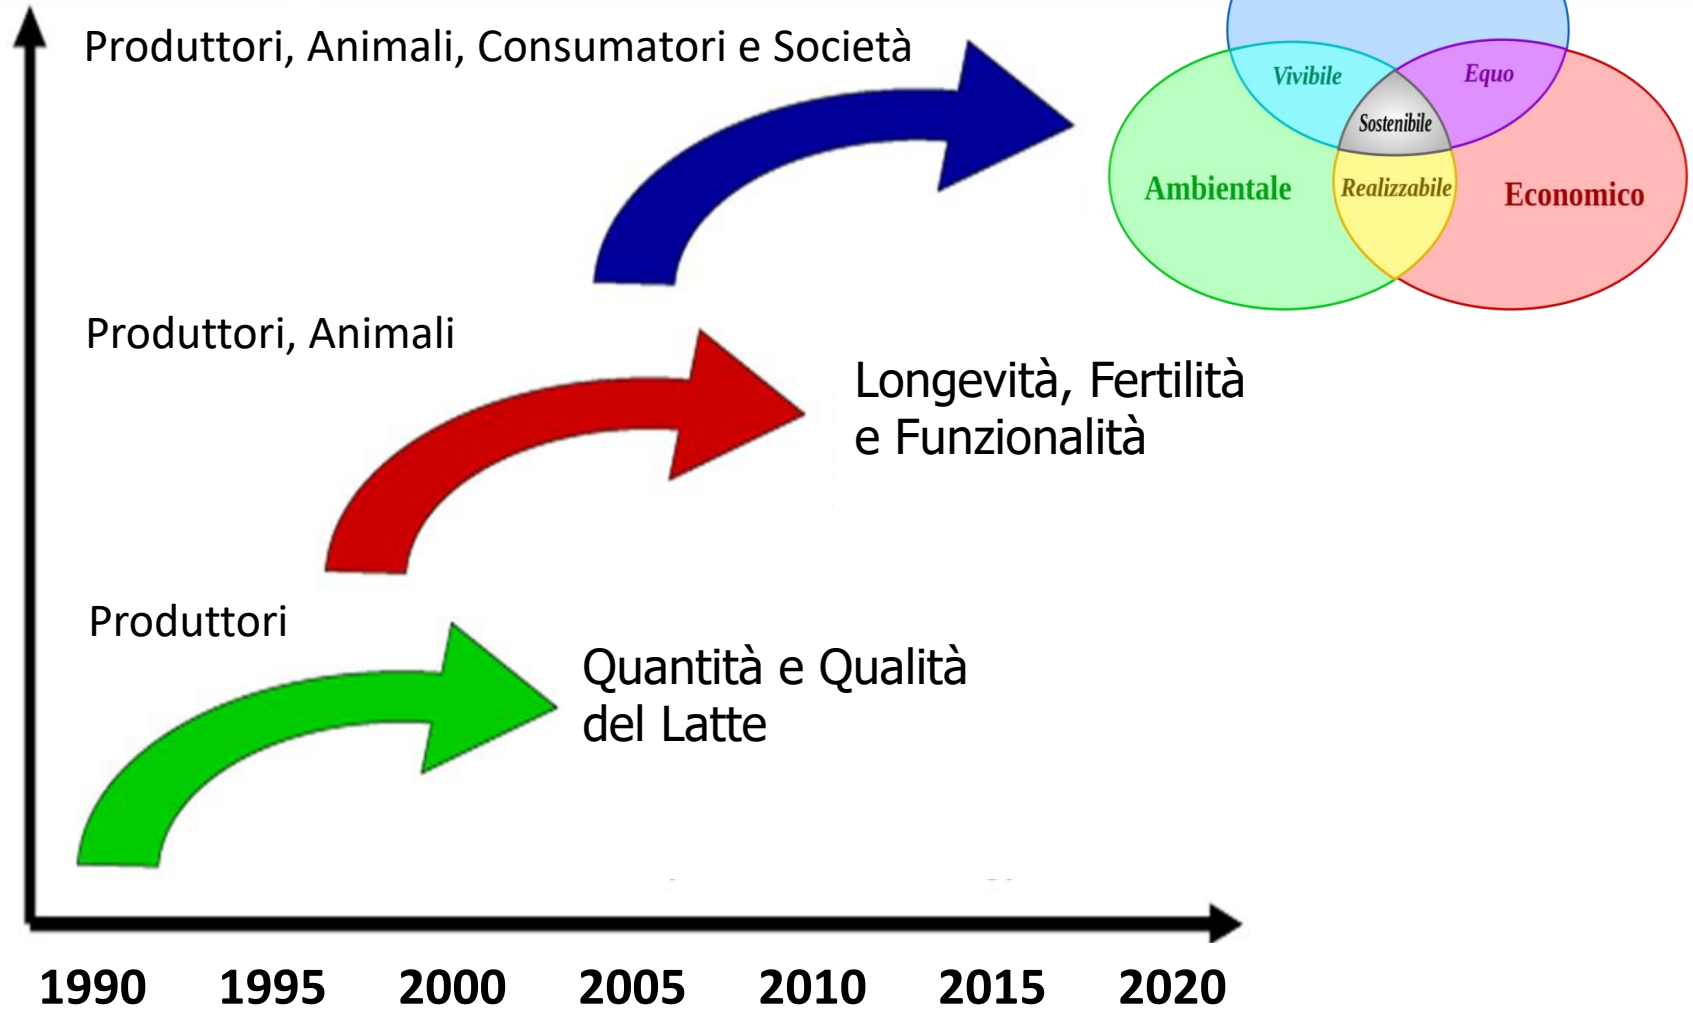 Produttori, Animali, Consumatori e Società
Vivibile
Equo
Sostenibile
Ambientale
Realizzabile
Economico
Produttori, Animali
Longevità, Fertilità
e Funzionalità
Produttori
Quantità e Qualità
del Latte
1990 1995 2000 2005 2010 2015 2020